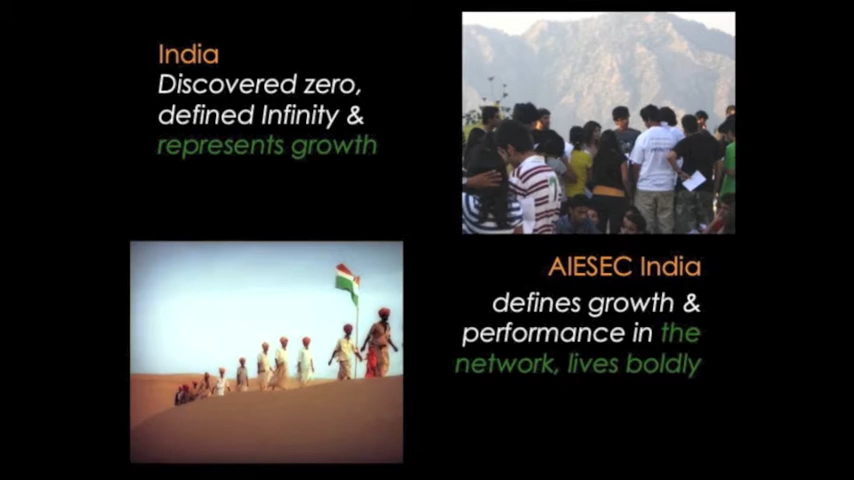 India
Discovered zero,
defined Infinity &
represents growth
AIESEC India
defines growth &
performance in the
network, lives boldly